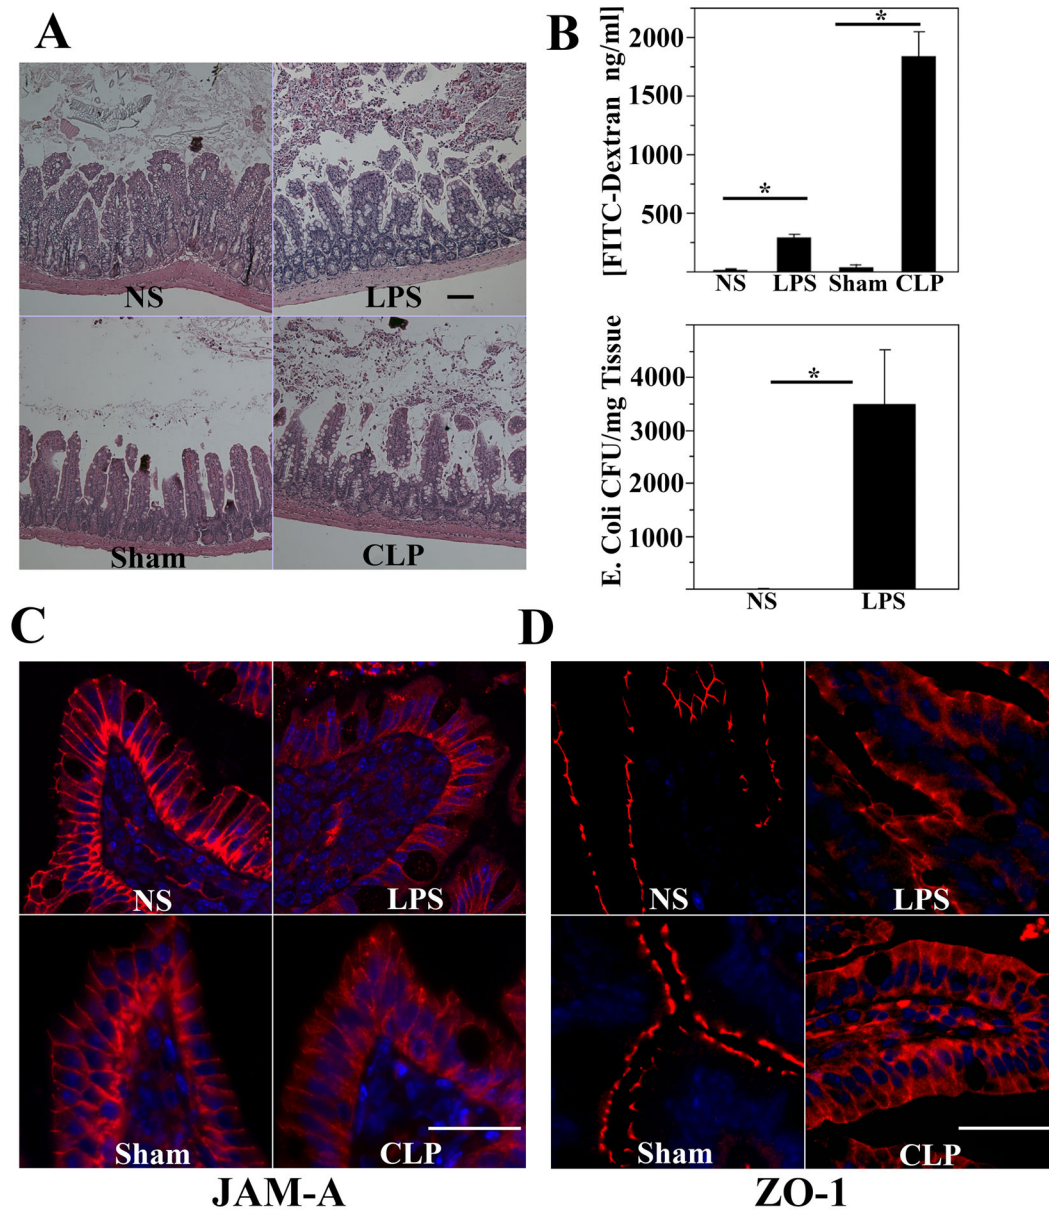 A
NS
LPS
Sham
CLP
B
[FITC-Dextran ng/ml]
2000
1500
1000
500
*
*
NS LPS Sham CLP
E. Coli CFU/mg Tissue
4000
3000
2000
1000
*
NS LPS
C
NS
LPS
Sham
CLP
JAM-A
D
NS
LPS
Sham
CLP
ZO-1